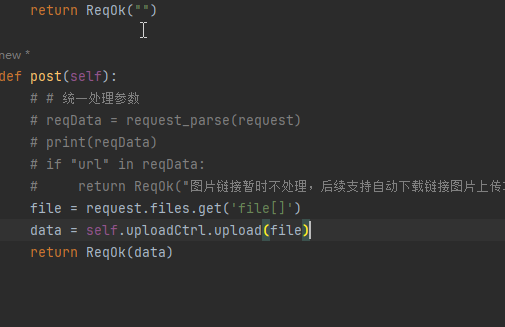 return ReqOk("")
new *
def post(self):
# # 统一处理参数
# reqData = request_parse(request)
# print(reqData)
# if "url" in reqData:
#     return ReqOk("图片链接暂时不处理，后续支持自动下载链接图片上传
file = request.files.get('file[]')
data = self.uploadCtrl.upload(file)
return ReqOk(data)